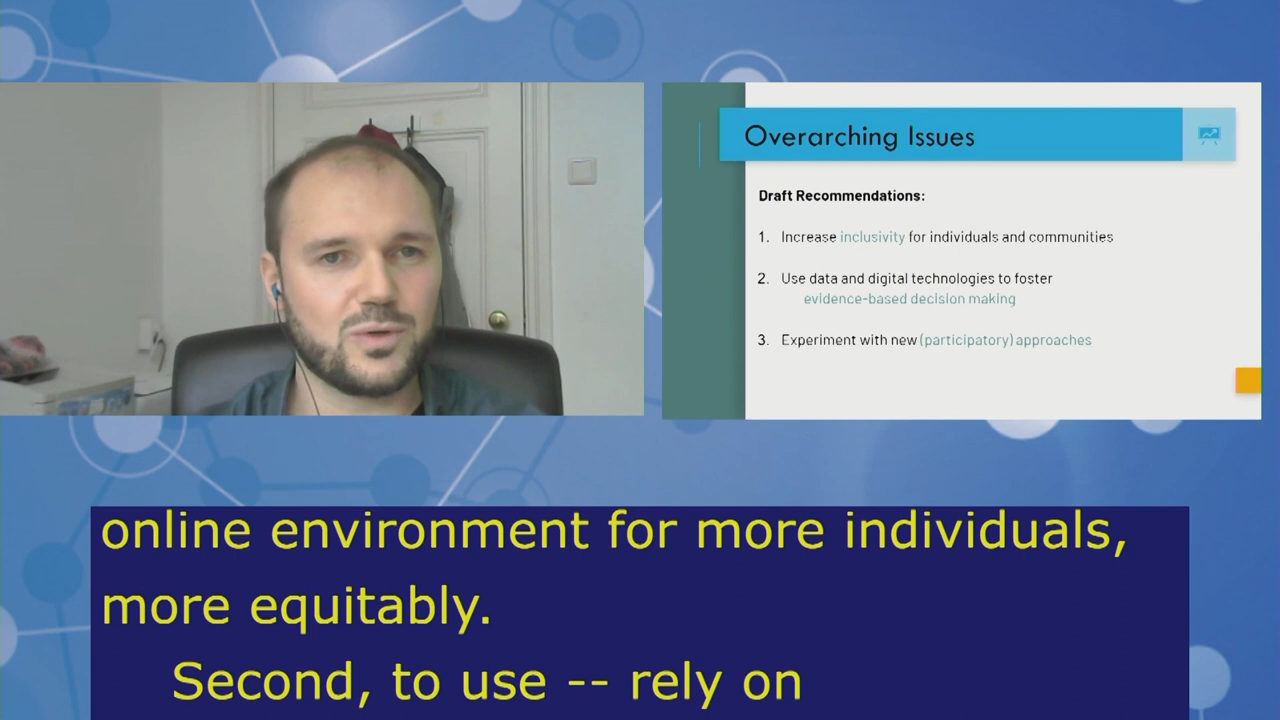 Overarching Issues
Draft Recommendations:
1. Increase inclusivity for individuals and communities
2. Use data and digital technologies to foster
evidence-based decision making
3. Experiment with new (participatory) approaches
online environment for more individuals,
more equitably.
Second, to use -- rely on